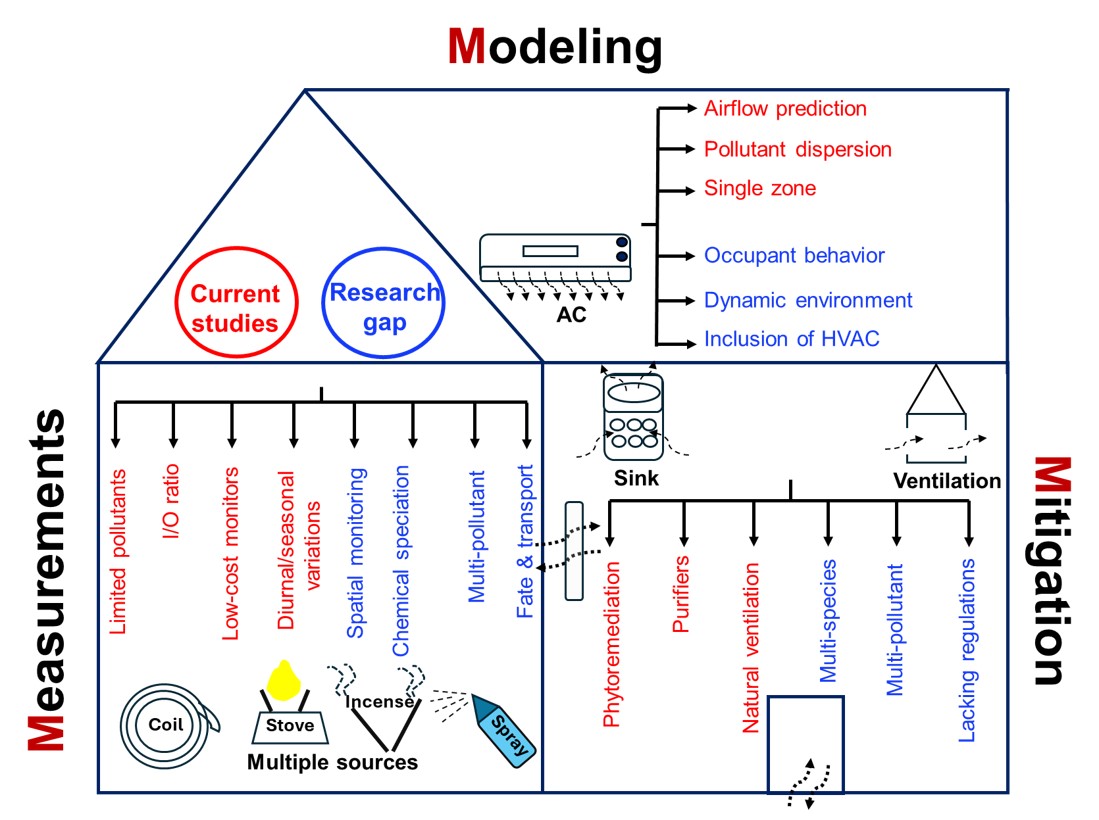 Modeling
Airflow prediction
Pollutant dispersion
Single zone
Occupant behavior
Dynamic environment
Inclusion of HVAC
AC
Current
studies
Research
gap
Measurements
Limited pollutants
I/O ratio
Low-cost monitors
Diurnal/seasonal
variations
Spatial monitoring
Chemical speciation
Multi-pollutant
Fate & transport
Coil
Stove
Incense
Spray
Multiple sources
Sink
Ventilation
Phytoremediation
Purifiers
Natural ventilation
Multi-species
Multi-pollutant
Lacking regulations
Mitigation